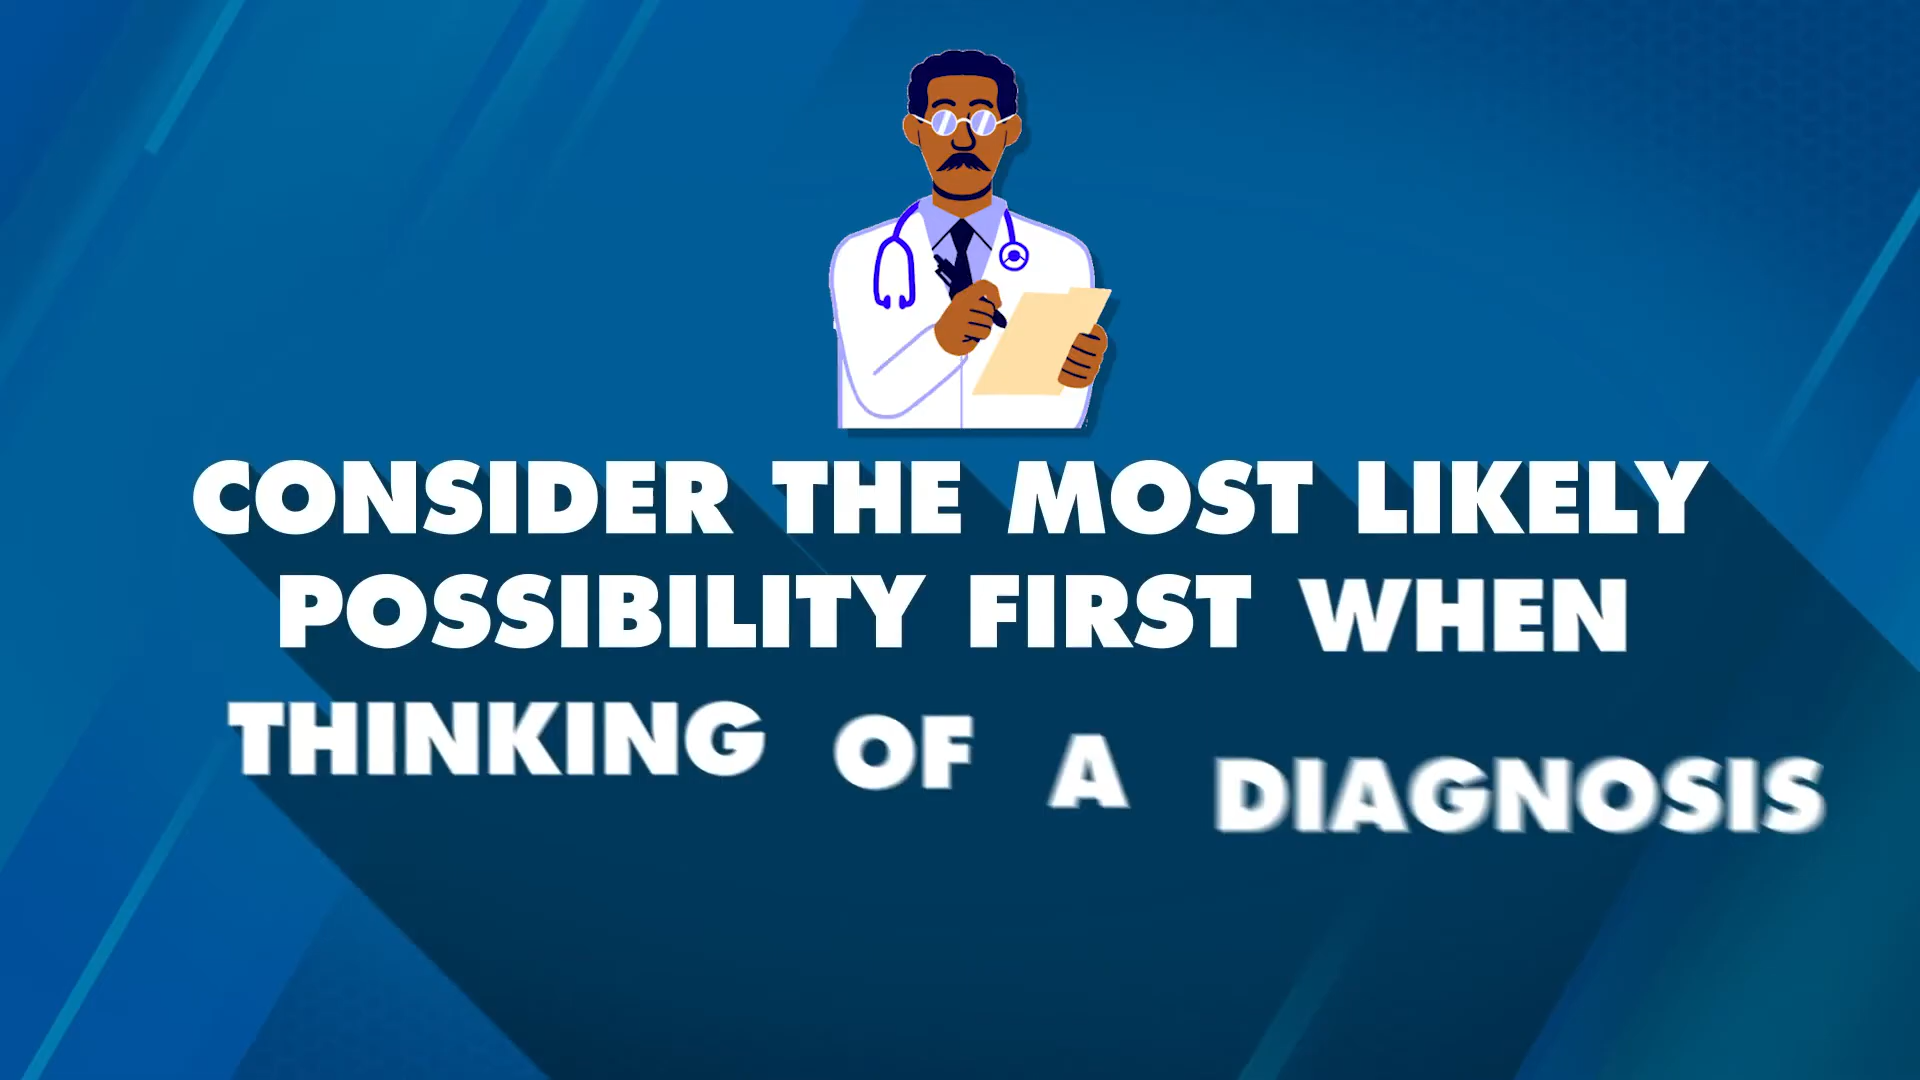 CONSIDER THE MOST LIKELY
POSSIBILITY FIRST WHEN
THINKING OF A DIAGNOSIS